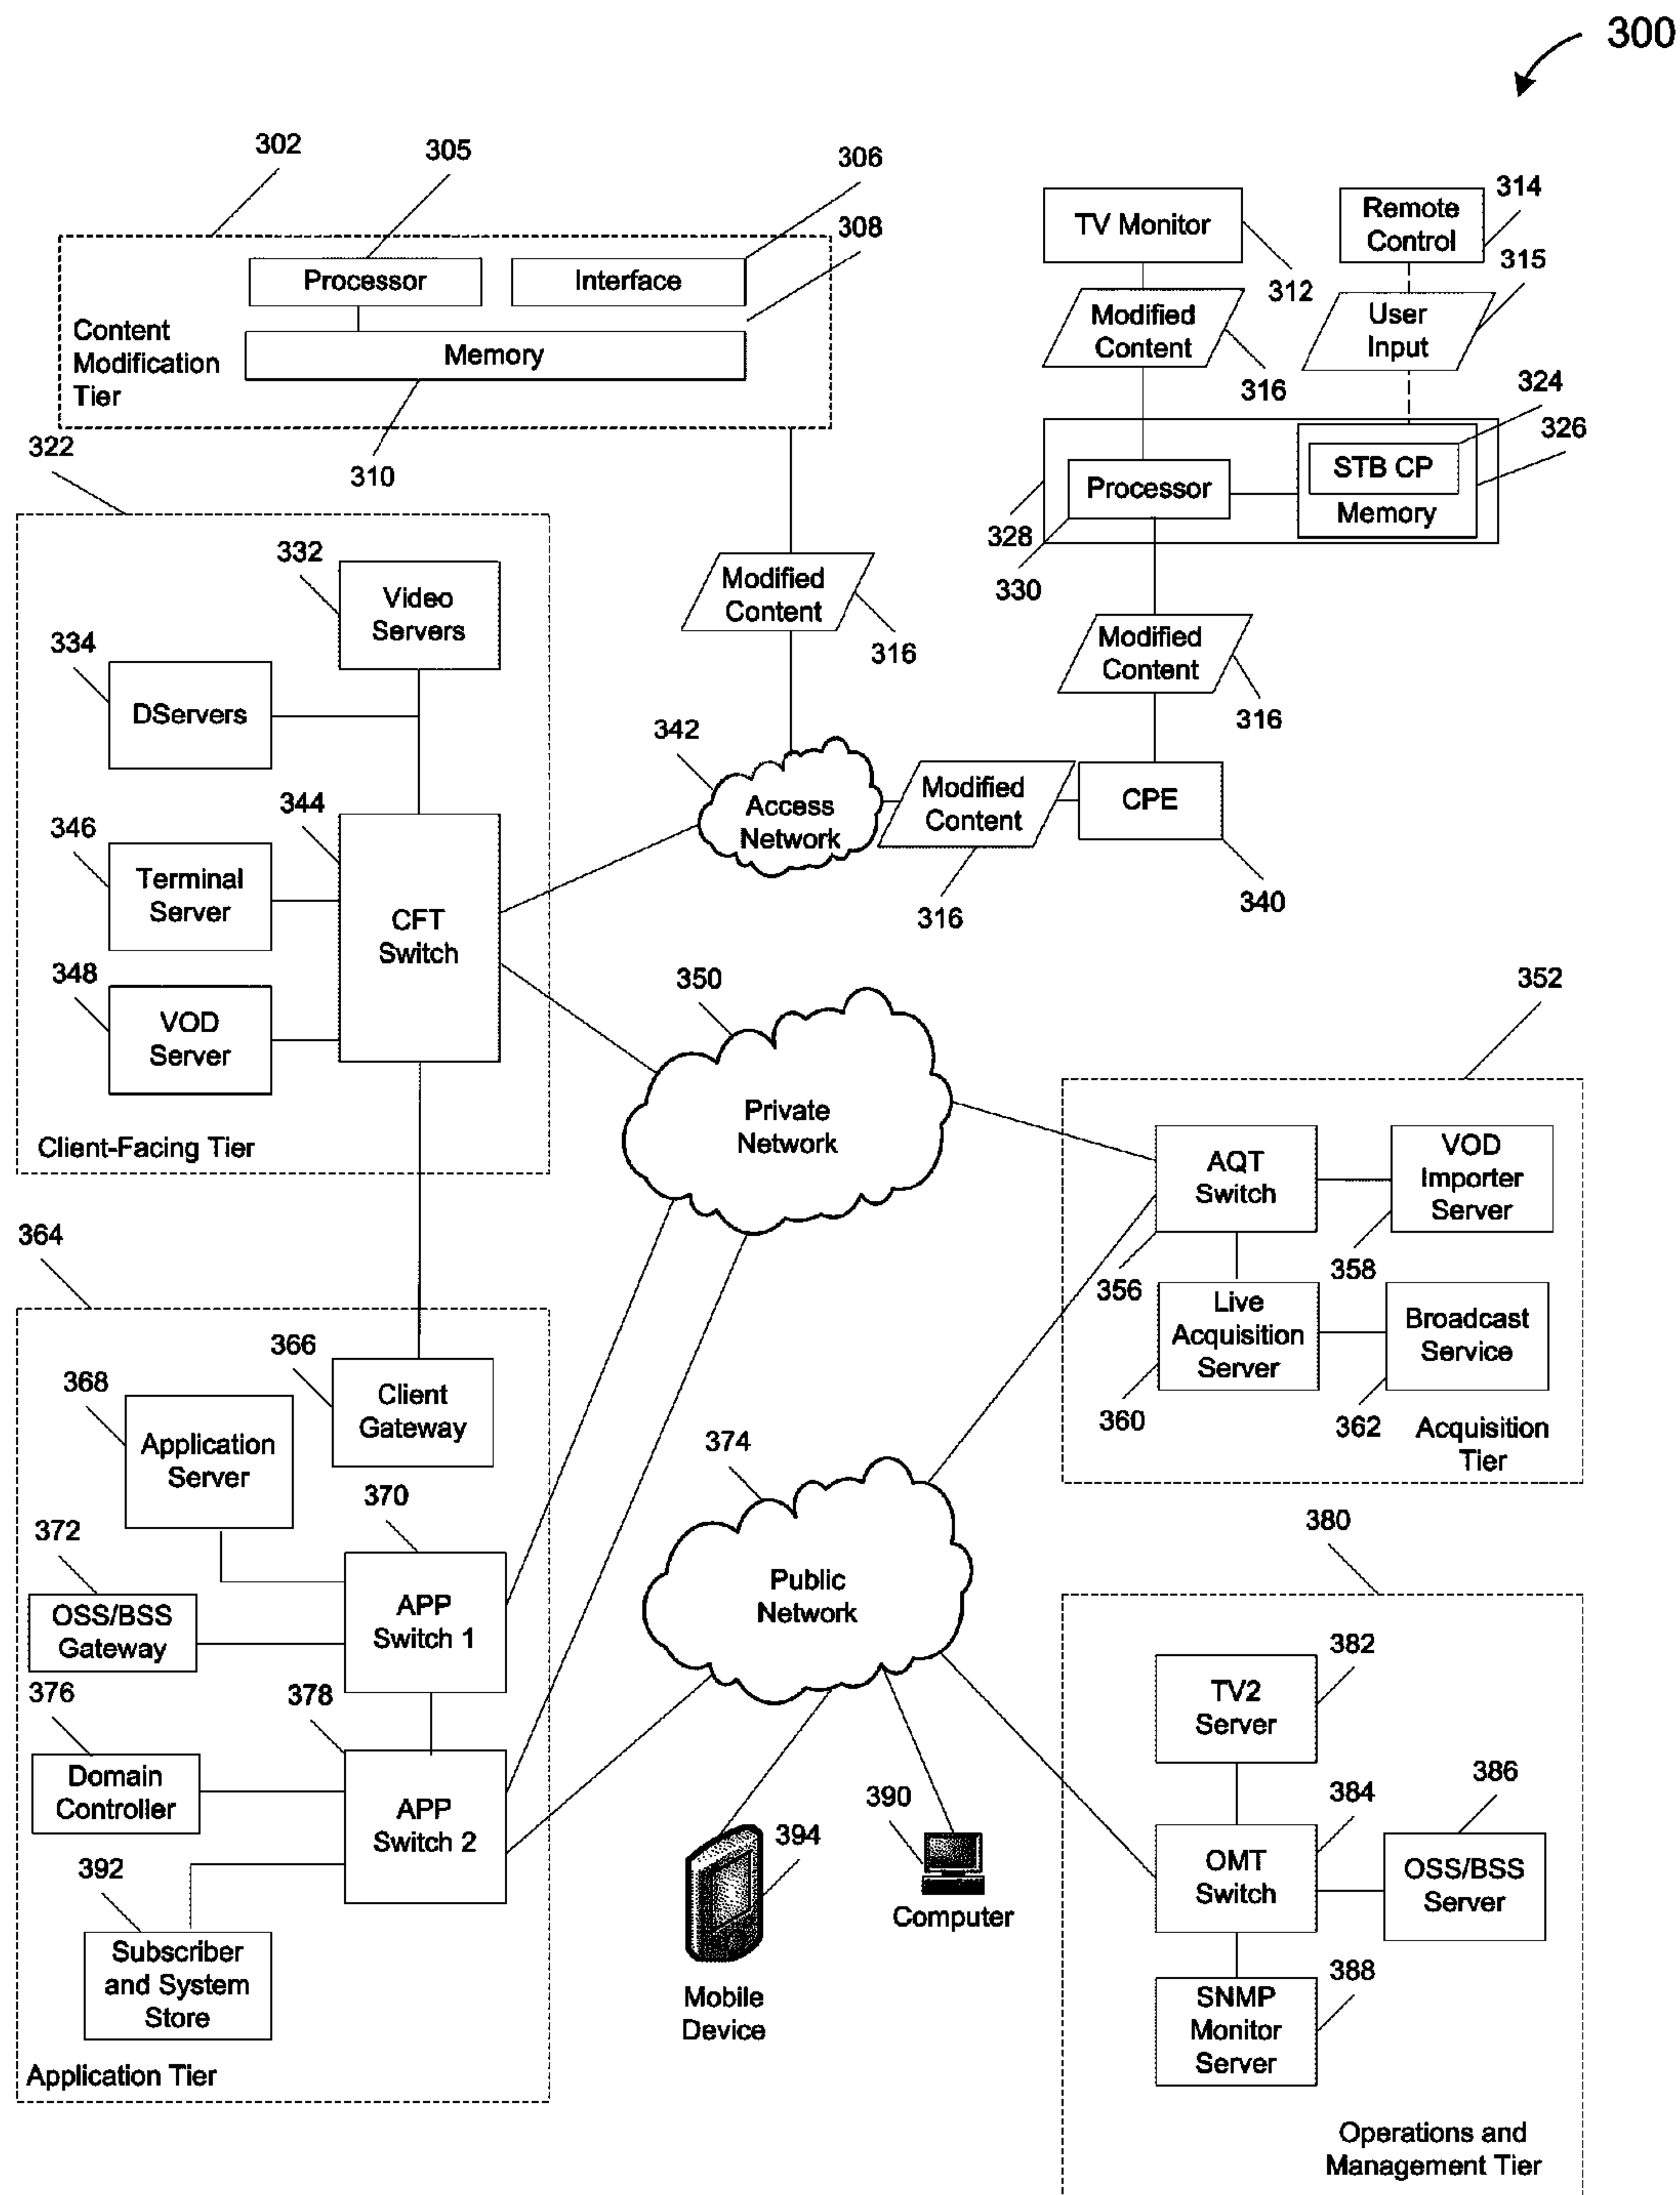 300
302
305
306
308
Processor
Interface
Content
Modification
Tier
Memory
310
TV Monitor
312
Remote
Control
314
315
Modified
Content
316
User
Input
324
326
STB CP
Memory
Processor
328
330
322
332
Video
Servers
334
DServers
344
346
Terminal
Server
CFT
Switch
348
VOD
Server
Client-Facing Tier
Modified
Content
316
Modified
Content
316
342
Access
Network
Modified
Content
316
CPE
340
350
Private
Network
352
AQT
Switch
356
VOD
Importer
Server
358
Live
Acquisition
Server
360
Broadcast
Service
362
Acquisition
Tier
364
366
Client
Gateway
368
Application
Server
370
372
OSS/BSS
Gateway
APP
Switch 1
376
378
Domain
Controller
APP
Switch 2
392
Subscriber
and System
Store
Application Tier
374
Public
Network
390
394
Computer
Mobile
Device
380
382
TV2
Server
384
386
OMT
Switch
OSS/BSS
Server
388
SNMP
Monitor
Server
Operations and
Management Tier